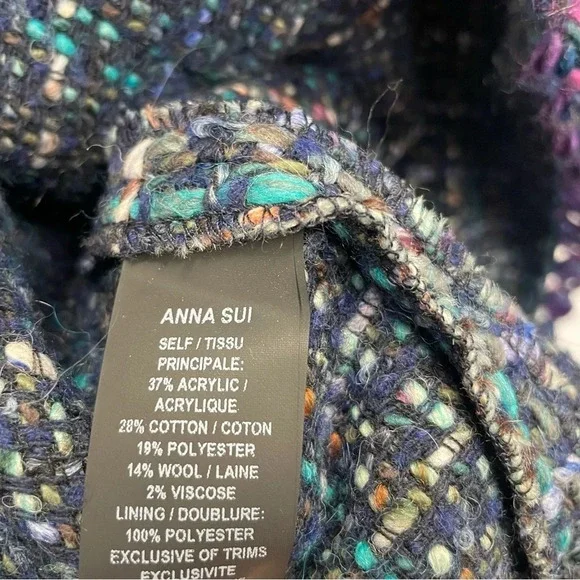 ANNA SUI
SELF / TISSU
PRINCIPALE:
37% ACRYLIC /
ACRYLIQUE
28% COTTON / COTON
19% POLYESTER
14% WOOL / LAINE
2% VISCOSE
LINING / DOUBLURE:
100% POLYESTER
EXCLUSIVE OF TRIMS
EXCLUSIVITE